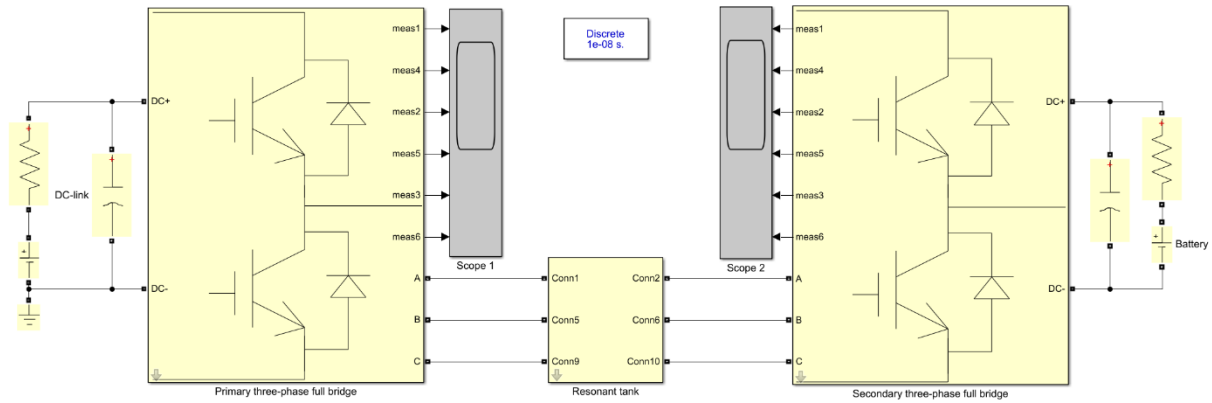 meas1
meas4
DC+
meas2
meas5
DC-link
meas3
meas6
Scope 1
A
DC-
B
C
Primary three-phase full bridge
Discrete
1e-08 s.
Conn1
Conn2
Conn5
Conn6
Conn9
Conn10
Resonant tank
meas1
meas4
meas2
DC+
meas5
meas3
meas6
Battery
Scope 2
A
DC-
B
C
Secondary three-phase full bridge